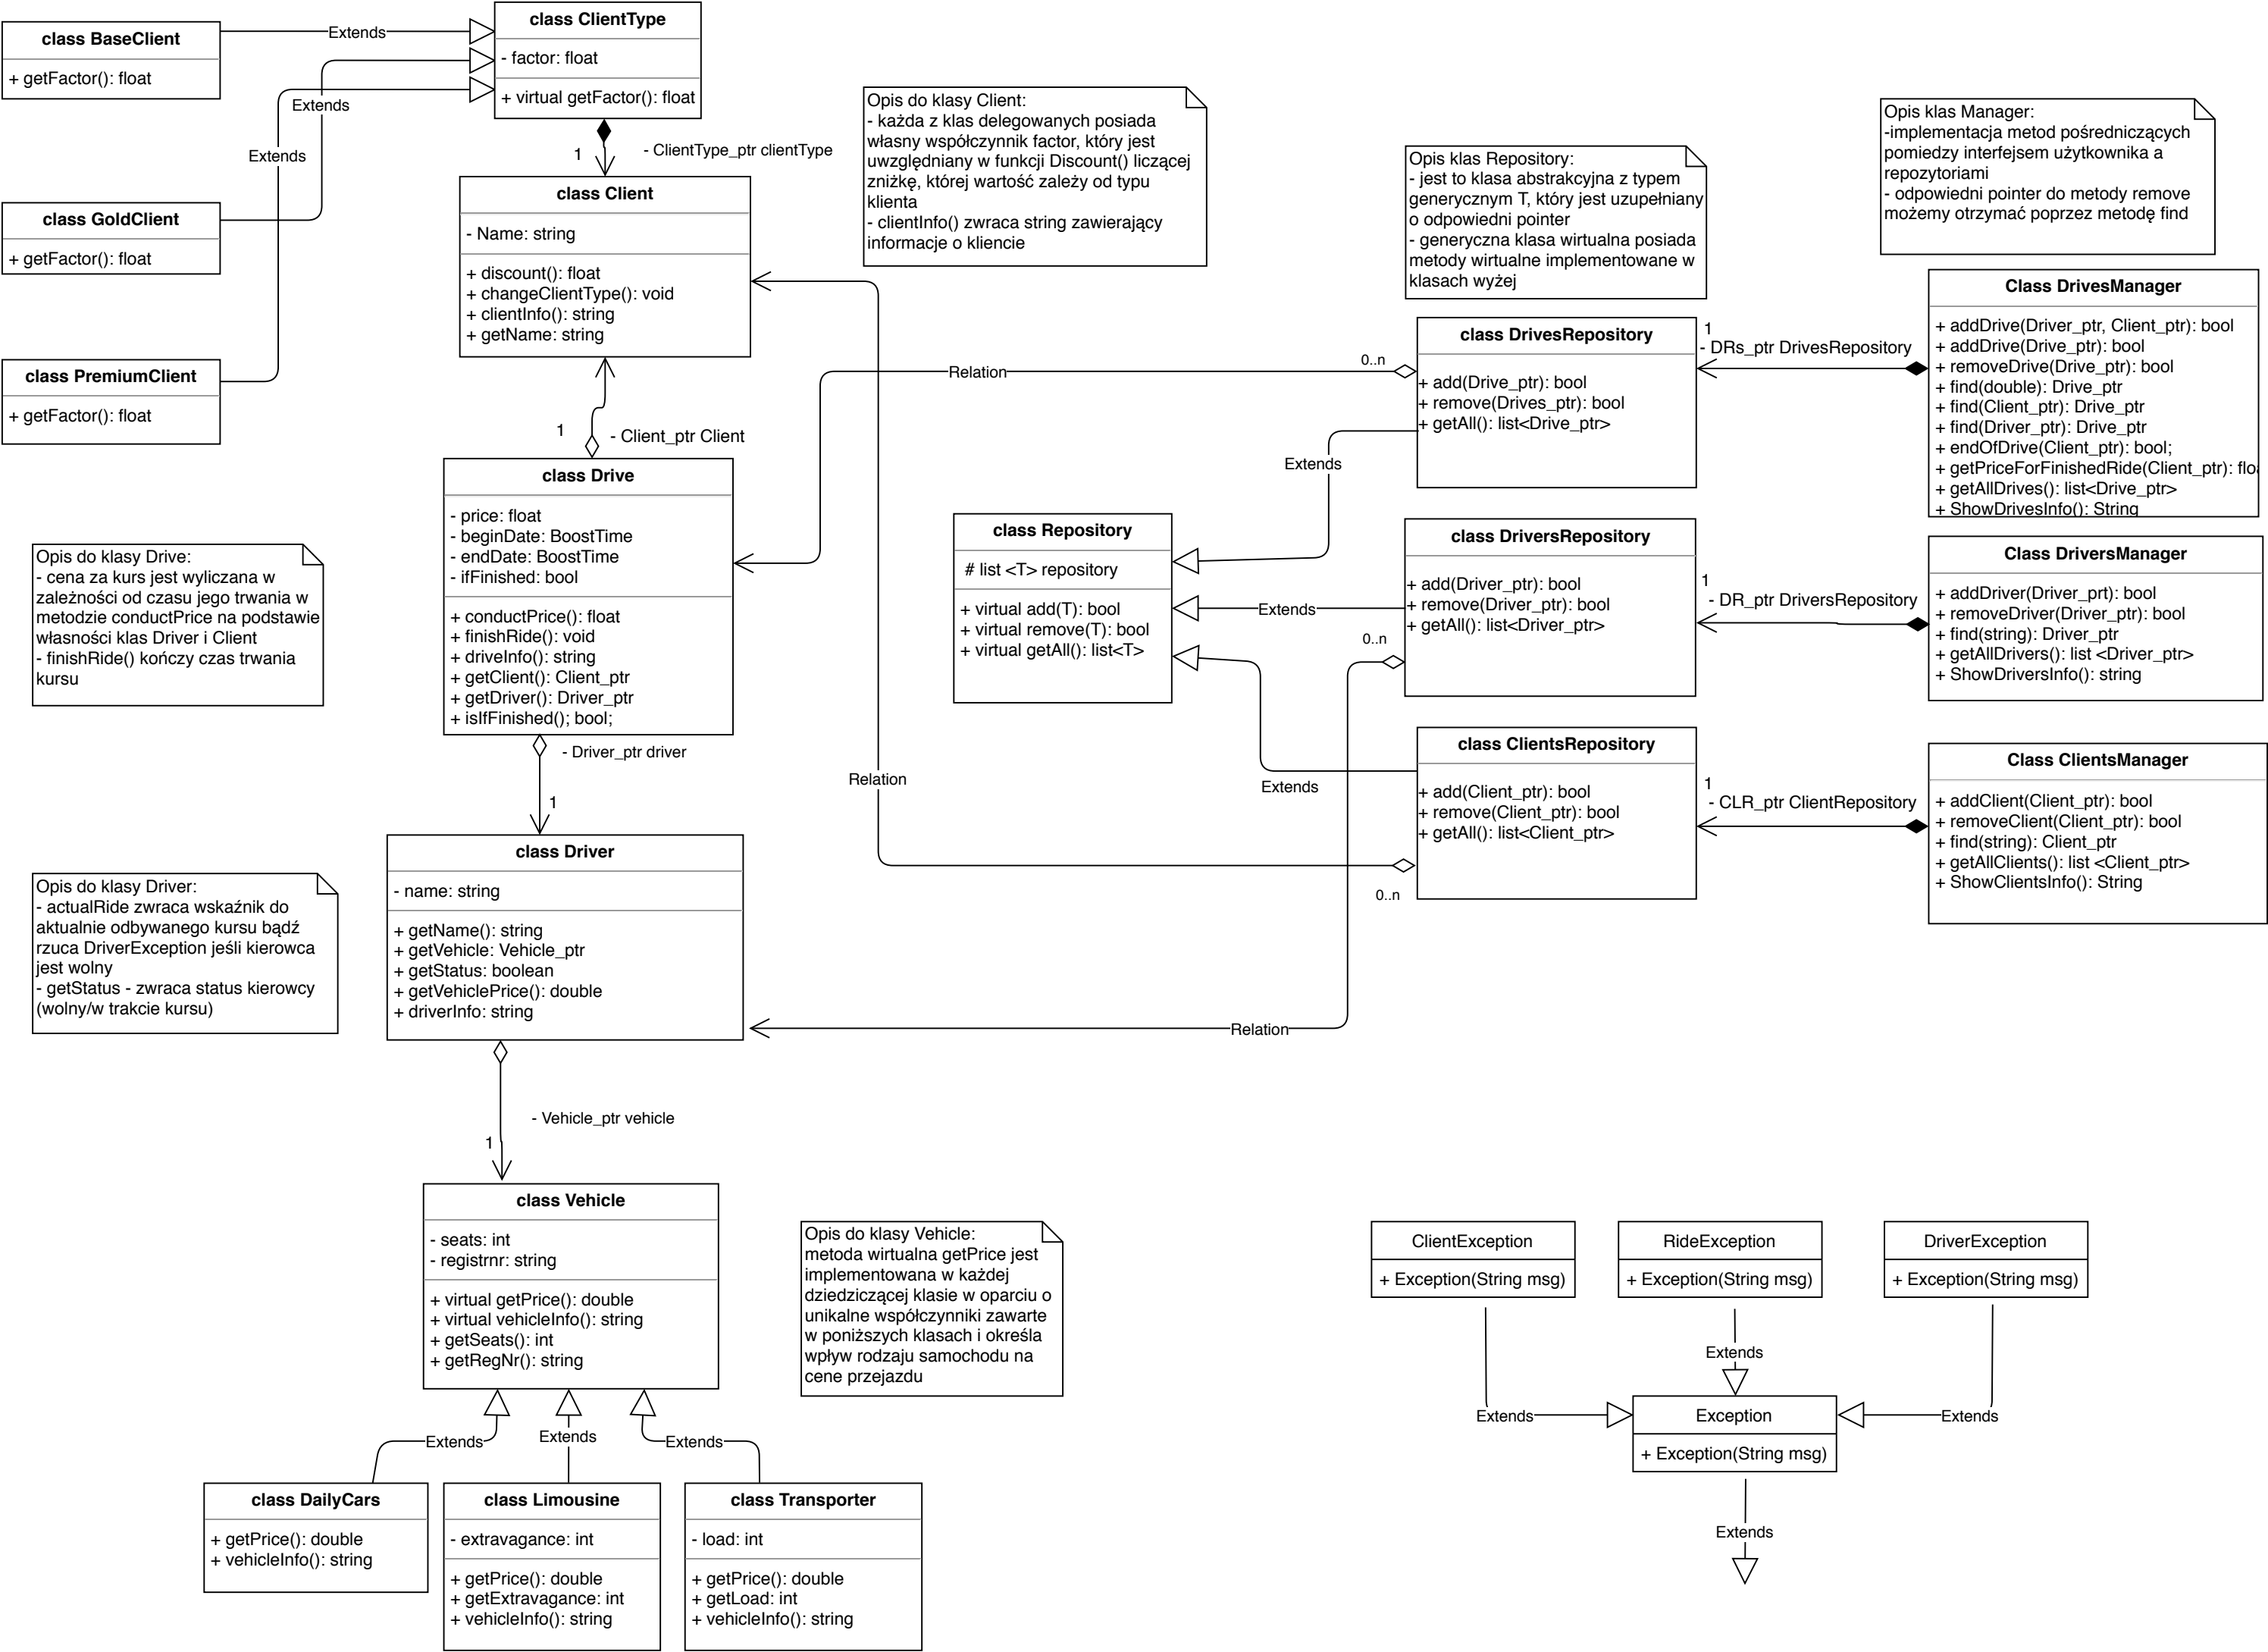 class BaseClient
+ getFactor(): float
Extends
class ClientType
- factor: float
+ virtual getFactor(): float
Extends
Extends
1
- ClientType_ptr clientType
class GoldClient
+ getFactor(): float
class PremiumClient
+ getFactor(): float
class Client
- Name: string
+ discount(): float
+ changeClientType(): void
+ clientInfo(): string
+ getName: string
Opis do klasy Client:
- każda z klas delegowanych posiada
własny współczynnik factor, który jest
uwzględniany w funkcji Discount() liczącej
zniżkę, której wartość zależy od typu
klienta
- clientInfo() zwraca string zawierający
informacje o kliencie
Opis klas Repository:
- jest to klasa abstrakcyjna z typem
generycznym T, który jest uzupełniany
o odpowiedni pointer
- generyczna klasa wirtualna posiada
metody wirtualne implementowane w
klasach wyżej
Opis klas Manager:
-implementacja metod pośredniczących
pomiedzy interfejsem użytkownika a
repozytoriami
- odpowiedni pointer do metody remove
możemy otrzymać poprzez metodę find
1
- Client_ptr Client
Relation
0..n
class DrivesRepository
+ add(Drive_ptr): bool
+ remove(Drives_ptr): bool
+ getAll(): list<Drive_ptr>
1
- DRs_ptr DrivesRepository
Class DrivesManager
+ addDrive(Driver_ptr, Client_ptr): bool
+ addDrive(Drive_ptr): bool
+ removeDrive(Drive_ptr): bool
+ find(double): Drive_ptr
+ find(Client_ptr): Drive_ptr
+ find(Driver_ptr): Drive_ptr
+ endOfDrive(Client_ptr): bool;
+ getPriceForFinishedRide(Client_ptr): floa
+ getAllDrives(): list<Drive_ptr>
+ ShowDrivesInfo(): String
Extends
class Drive
- price: float
- beginDate: BoostTime
- endDate: BoostTime
- ifFinished: bool
+ conductPrice(): float
+ finishRide(): void
+ driveInfo(): string
+ getClient(): Client_ptr
+ getDriver(): Driver_ptr
+ isIfFinished(); bool;
Opis do klasy Drive:
- cena za kurs jest wyliczana w
zależności od czasu jego trwania w
metodzie conductPrice na podstawie
własności klas Driver i Client
- finishRide() kończy czas trwania
kursu
class Repository
# list <T> repository
+ virtual add(T): bool
+ virtual remove(T): bool
+ virtual getAll(): list<T>
Extends
0..n
class DriversRepository
+ add(Driver_ptr): bool
+ remove(Driver_ptr): bool
+ getAll(): list<Driver_ptr>
1
- DR_ptr DriversRepository
Class DriversManager
+ addDriver(Driver_prt): bool
+ removeDriver(Driver_ptr): bool
+ find(string): Driver_ptr
+ getAllDrivers(): list <Driver_ptr>
+ ShowDriversInfo(): string
- Driver_ptr driver
1
Relation
Extends
class ClientsRepository
+ add(Client_ptr): bool
+ remove(Client_ptr): bool
+ getAll(): list<Client_ptr>
0..n
1
- CLR_ptr ClientRepository
Class ClientsManager
+ addClient(Client_ptr): bool
+ removeClient(Client_ptr): bool
+ find(string): Client_ptr
+ getAllClients(): list <Client_ptr>
+ ShowClientsInfo(): String
class Driver
- name: string
+ getName(): string
+ getVehicle: Vehicle_ptr
+ getStatus: boolean
+ getVehiclePrice(): double
+ driverInfo: string
Opis do klasy Driver:
- actualRide zwraca wskaźnik do
aktualnie odbywanego kursu bądź
rzuca DriverException jeśli kierowca
jest wolny
- getStatus - zwraca status kierowcy
(wolny/w trakcie kursu)
Relation
- Vehicle_ptr vehicle
1
class Vehicle
- seats: int
- registrnr: string
+ virtual getPrice(): double
+ virtual vehicleInfo(): string
+ getSeats(): int
+ getRegNr(): string
Opis do klasy Vehicle:
metoda wirtualna getPrice jest
implementowana w każdej
dziedziczącej klasie w oparciu o
unikalne współczynniki zawarte
w poniższych klasach i określa
wpływ rodzaju samochodu na
cene przejazdu
ClientException
+ Exception(String msg)
RideException
+ Exception(String msg)
DriverException
+ Exception(String msg)
Extends
Extends
Extends
Exception
+ Exception(String msg)
Extends
Extends
Extends
Extends
class DailyCars
+ getPrice(): double
+ vehicleInfo(): string
class Limousine
- extravagance: int
+ getPrice(): double
+ getExtravagance: int
+ vehicleInfo(): string
class Transporter
- load: int
+ getPrice(): double
+ getLoad: int
+ vehicleInfo(): string